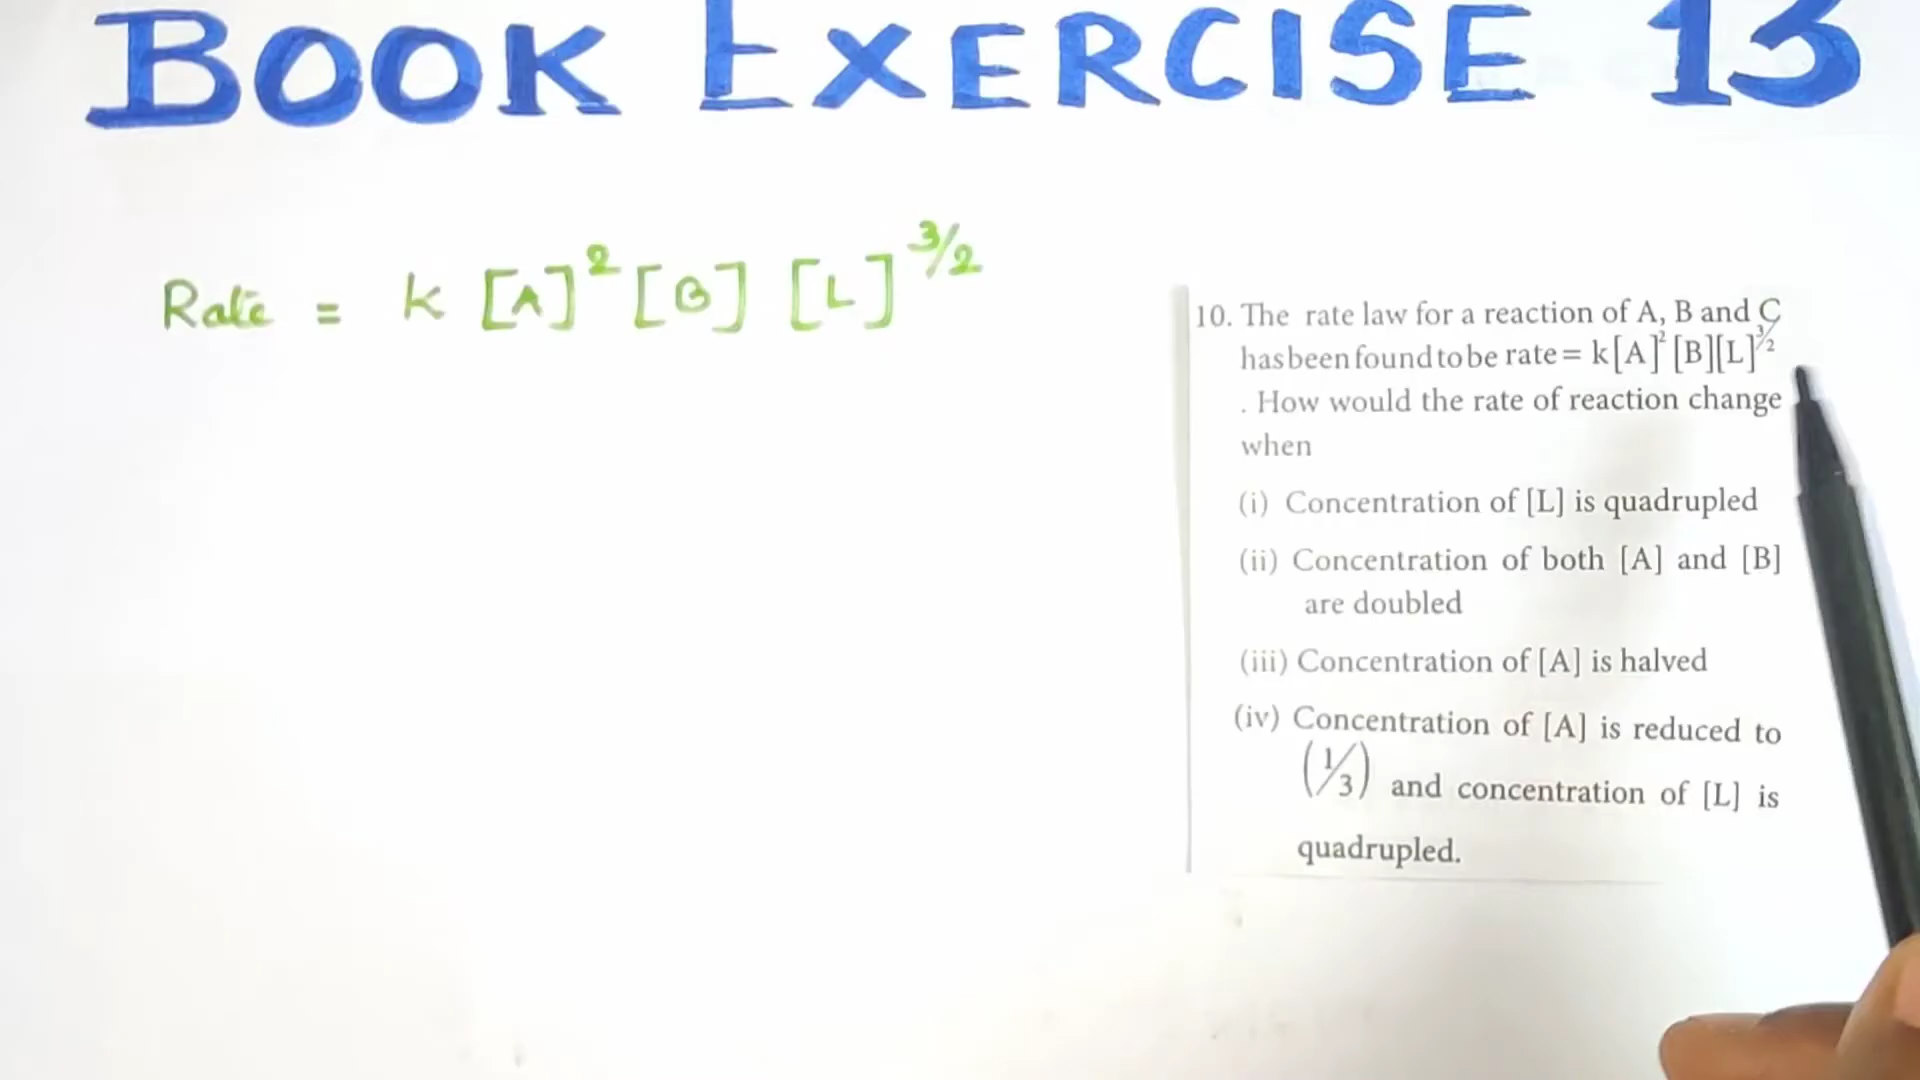 BOOK EXERCISE 13
Rate = k [A]² [B] [L]^3/2
10. The rate law for a reaction of A, B and C
has been found to be rate = k[A]² [B][L]^3/2
. How would the rate of reaction change
when
(i) Concentration of [L] is quadrupled
(ii) Concentration of both [A] and [B]
are doubled
(iii) Concentration of [A] is halved
(iv) Concentration of [A] is reduced to
(1/3) and concentration of [L] is
quadrupled.